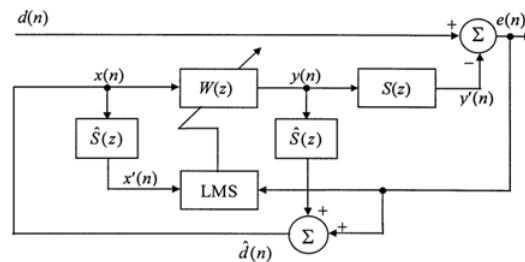 d(n) + Σ e(n)
−
x(n) W(z) y(n) S(z) y′(n)
Ŝ(z) Ŝ(z)
x′(n) LMS
+
+
Σ
d̂(n)